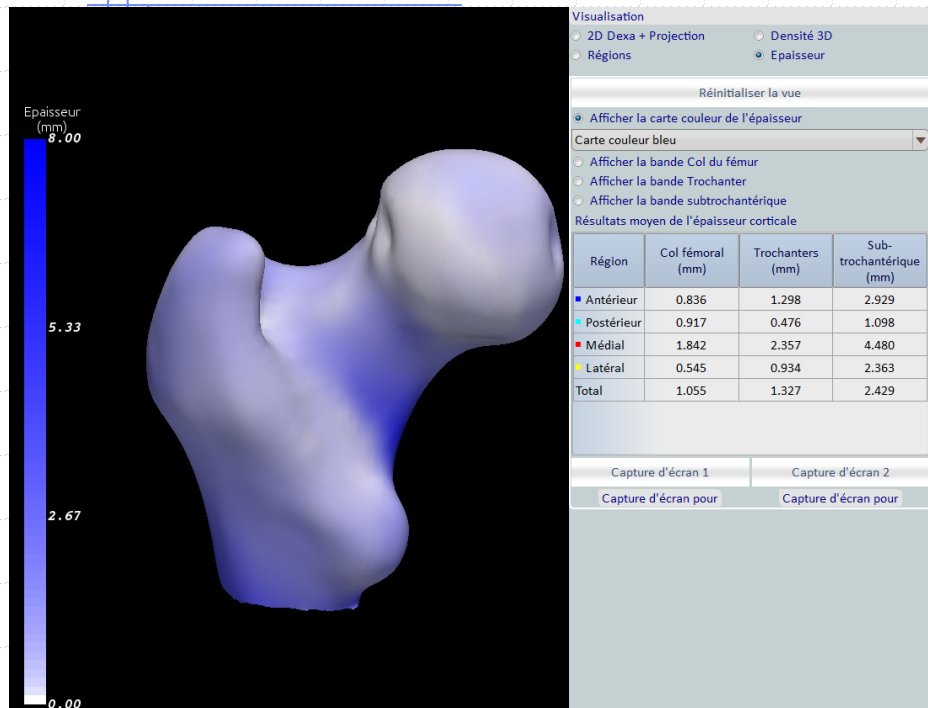 Visualisation
2D Dexa + Projection Densité 3D
Régions Epaisseur
Réinitialiser la vue
Afficher la carte couleur de l'épaisseur
Carte couleur bleu
Afficher la bande Col du fémur
Afficher la bande Trochanter
Afficher la bande subtrochantérique
Résultats moyen de l'épaisseur corticale
Région Col fémoral (mm) Trochanters (mm) Sub-trochantérique (mm)
Antérieur 0.836 1.298 2.929
Postérieur 0.917 0.476 1.098
Médial 1.842 2.357 4.480
Latéral 0.545 0.934 2.363
Total 1.055 1.327 2.429
Capture d'écran 1 Capture d'écran 2
Capture d'écran pour Capture d'écran pour
Epaisseur
(mm)
8.00
5.33
2.67
0.00